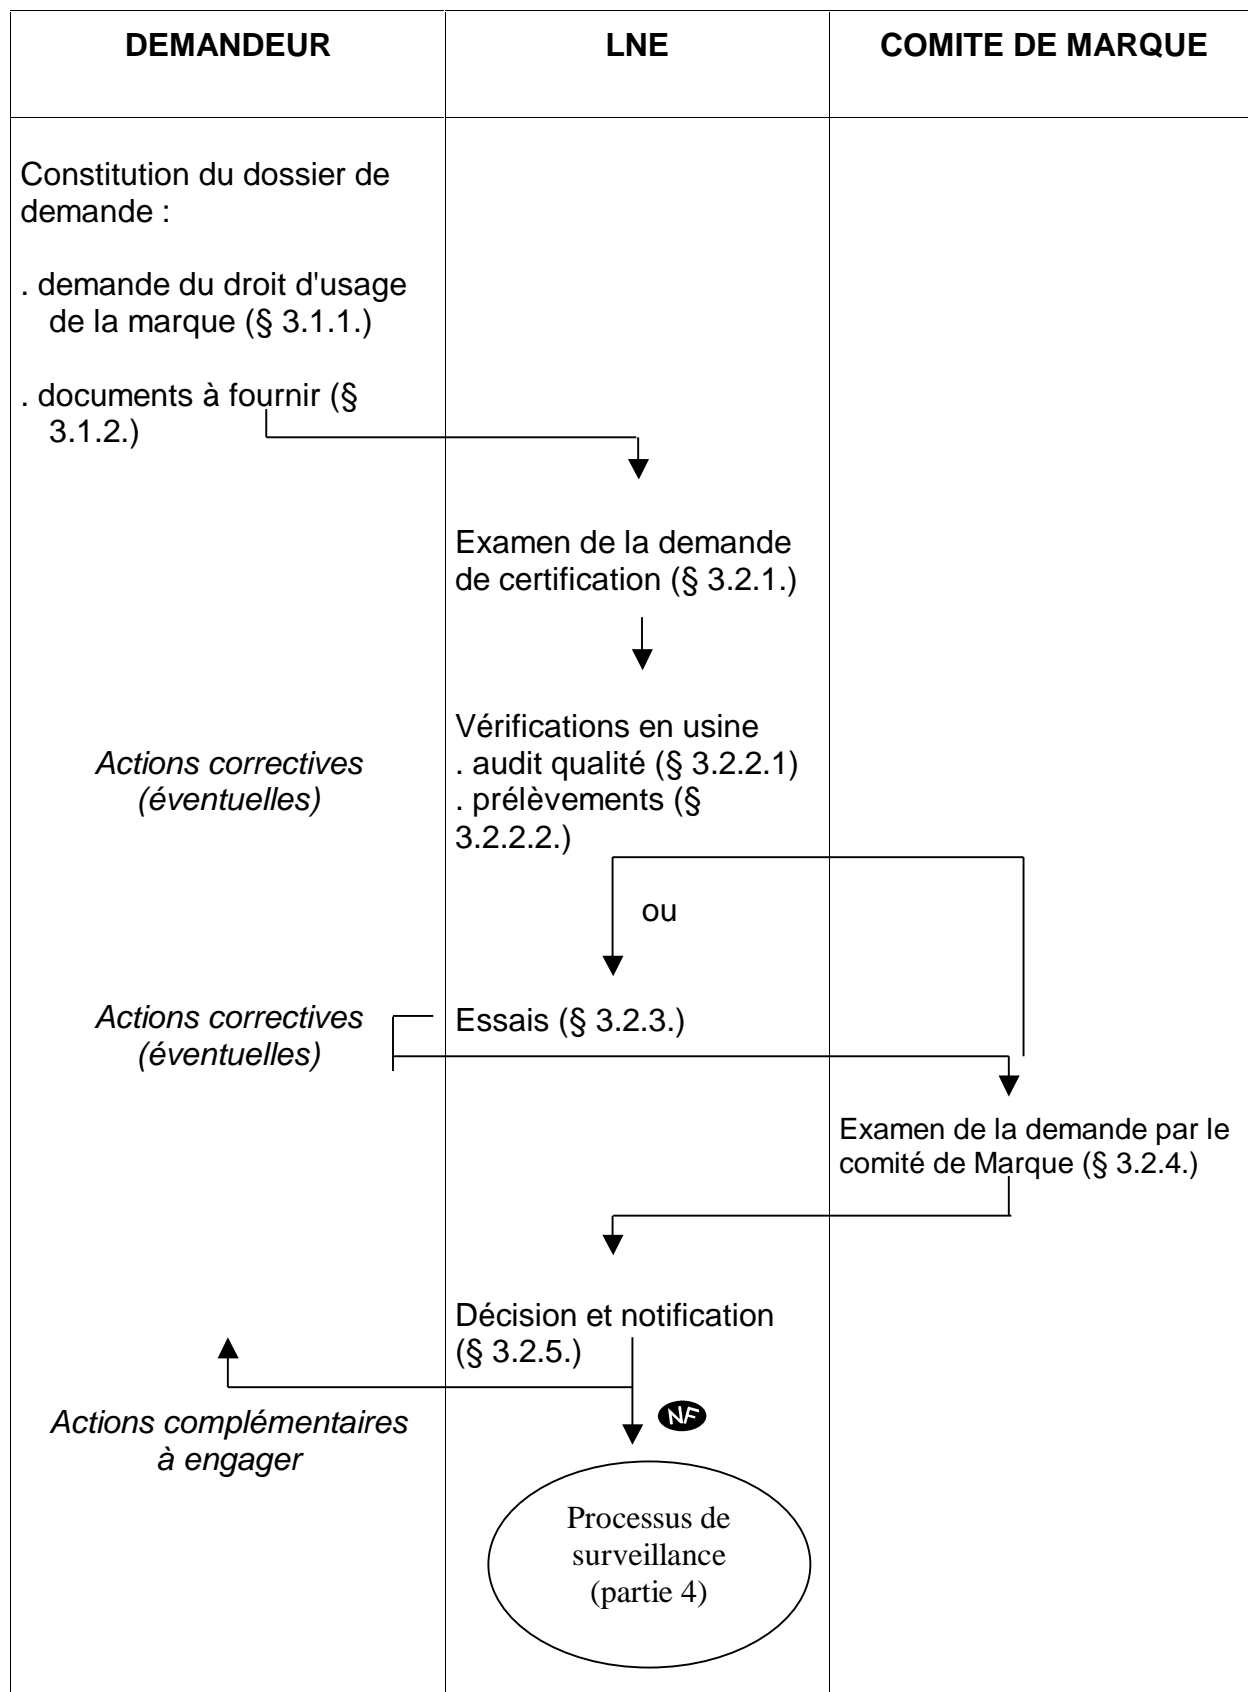 DEMANDEUR
LNE
COMITE DE MARQUE
Constitution du dossier de
demande :
. demande du droit d'usage
de la marque (§ 3.1.1.)
. documents à fournir (§
3.1.2.)
Examen de la demande
de certification (§ 3.2.1.)
Vérifications en usine
. audit qualité (§ 3.2.2.1)
. prélèvements (§
3.2.2.2.)
Actions correctives
(éventuelles)
ou
Actions correctives
(éventuelles)
Essais (§ 3.2.3.)
Examen de la demande par le
comité de Marque (§ 3.2.4.)
Décision et notification
(§ 3.2.5.)
NF
Actions complémentaires
à engager
Processus de
surveillance
(partie 4)